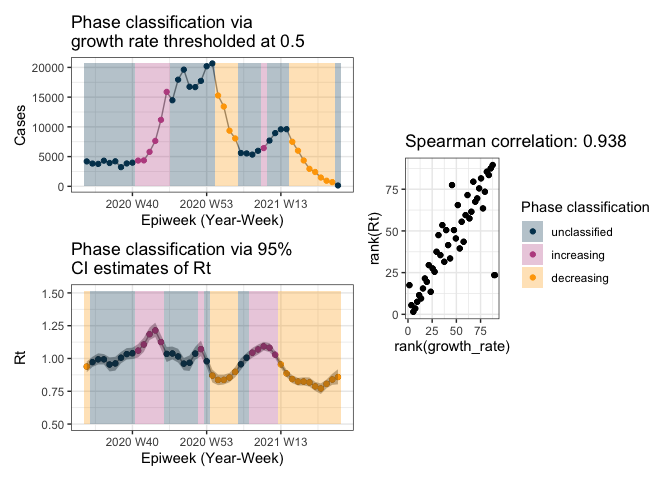 Phase classification via
growth rate thresholded at 0.5
20000
15000
10000
5000
0
Cases
2020 W40
2020 W53
2021 W13
Epiweek (Year-Week)
Phase classification via 95%
CI estimates of Rt
1.50
1.25
1.00
0.75
0.50
Rt
2020 W40
2020 W53
2021 W13
Epiweek (Year-Week)
Spearman correlation: 0.938
75
50
25
0
rank(Rt)
0
25
50
75
rank(growth_rate)
Phase classification
unclassified
increasing
decreasing